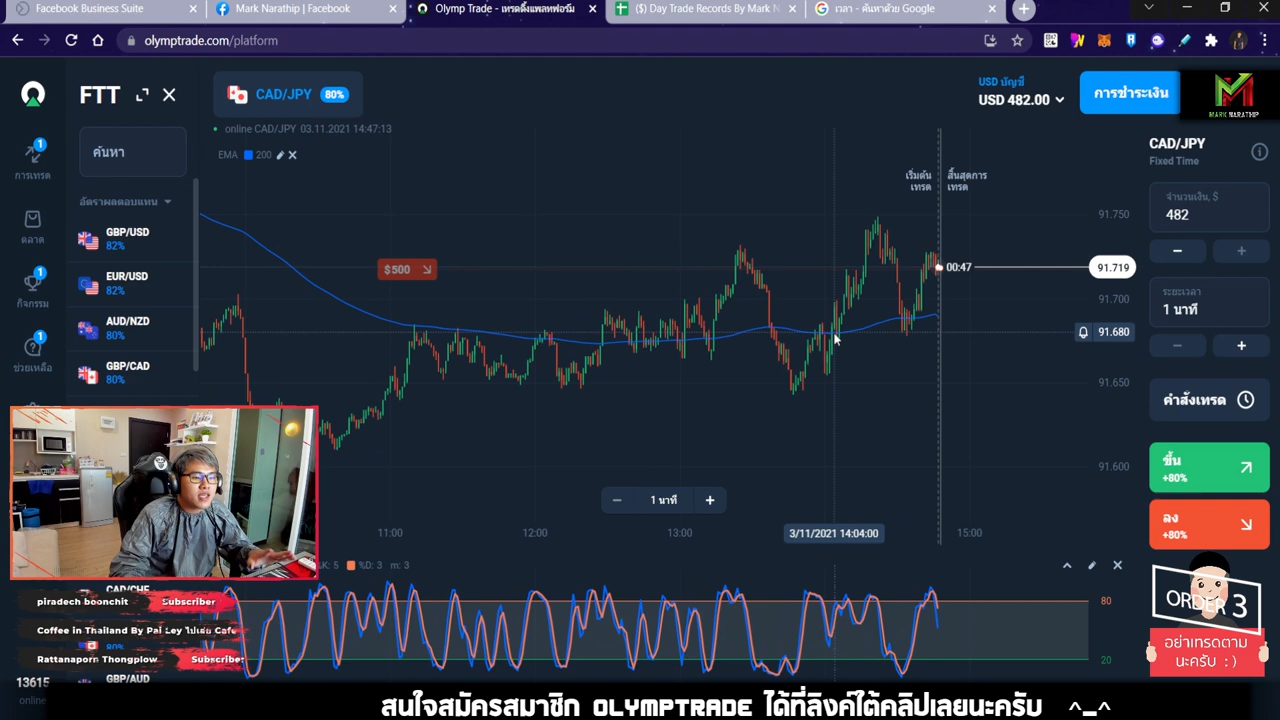 Facebook Business Suite
Mark Narathip | Facebook
Olymp Trade - เทรดดิ้งแพลทฟอร์ม
($) Day Trade Records By Mark N
เวลา - ค้นหาด้วย Google
olymptrade.com/platform
FTT
CAD/JPY 80%
USD บัญชี
USD 482.00
การชำระเงิน
MARK NARATHIP
online CAD/JPY 03.11.2021 14:47:13
EMA 200
การเทรด
1
ตลาด
กิจกรรม
1
ช่วยเหลือ
1
ค้นหา
อัตราผลตอบแทน
GBP/USD
82%
EUR/USD
82%
AUD/NZD
80%
GBP/CAD
80%
$500
เริ่มต้น
เทรด
สิ้นสุดการ
เทรด
00:47
91.750
91.719
91.700
91.680
91.650
91.600
CAD/JPY
Fixed Time
จำนวนเงิน, $
482
ระยะเวลา
1 นาที
คำสั่งเทรด
ขึ้น
+80%
ลง
+80%
1 นาที
11:00
12:00
13:00
3/11/2021 14:04:00
15:00
K: 5 %D: 3 m: 3
80
20
CAD/CHF
piradech boonchit Subscriber
Coffee in Thailand By Pai Ley ไปเลย Cafe
80%
Rattanaporn Thongplow Subscriber
GBP/AUD
13615
online
ORDER 3
อย่าเทรดตาม
นะครับ : )
สนใจสมัครสมาชิก OLYMPTRADE ได้ที่ลิงค์ใต้คลิปเลยนะครับ ^_^